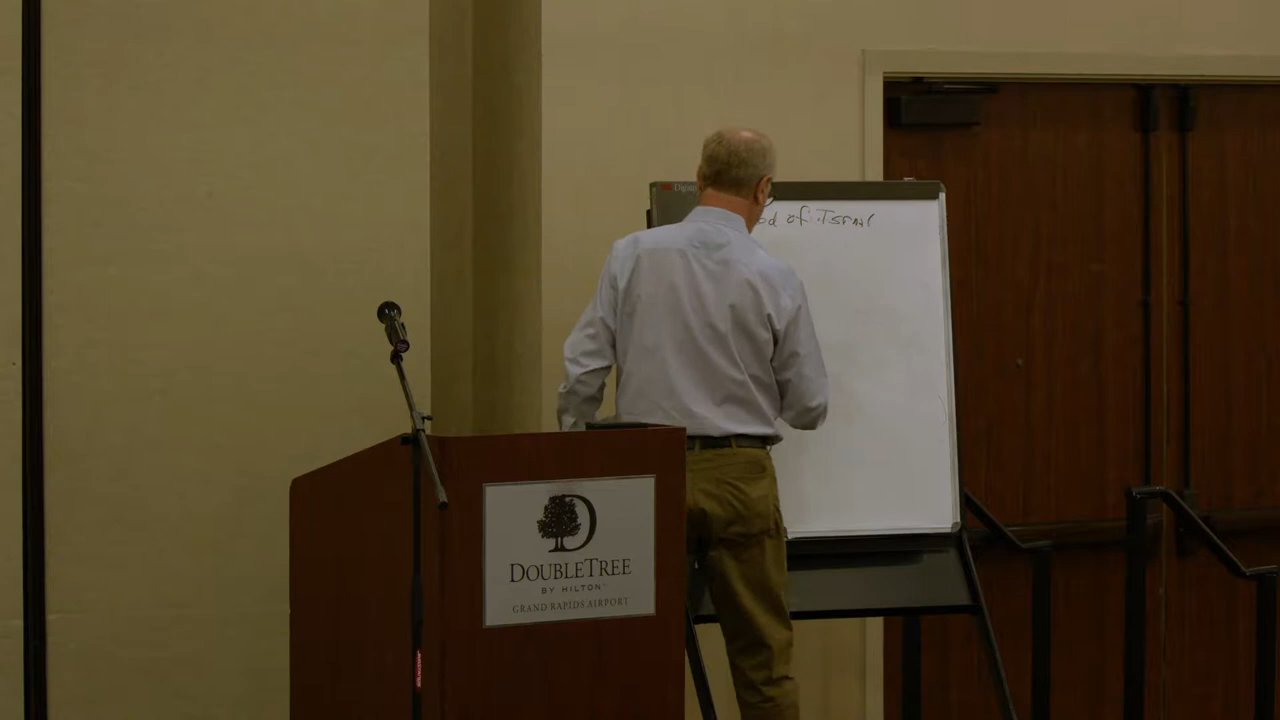 od of Israel
DOUBLETREE
BY HILTON
GRAND RAPIDS AIRPORT